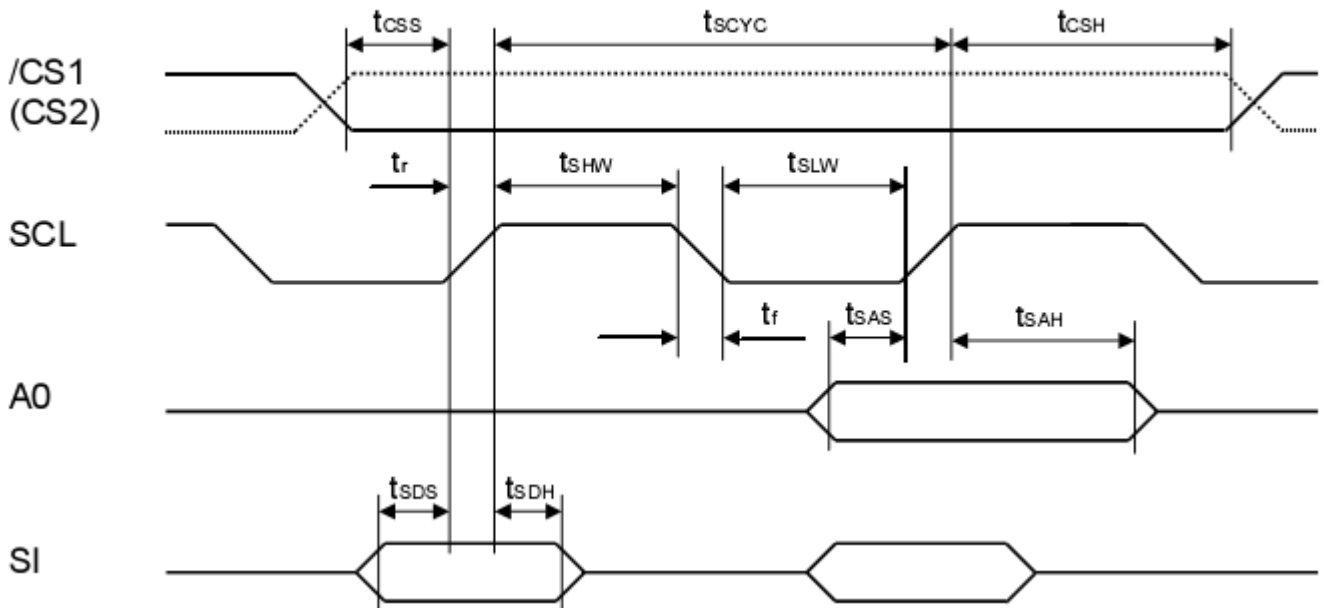 tCSS tSCYC tCSH
/CS1
(CS2)
tr tSHW tSLW
SCL
tf tSAS tSAH
A0
tSDS tSDH
SI